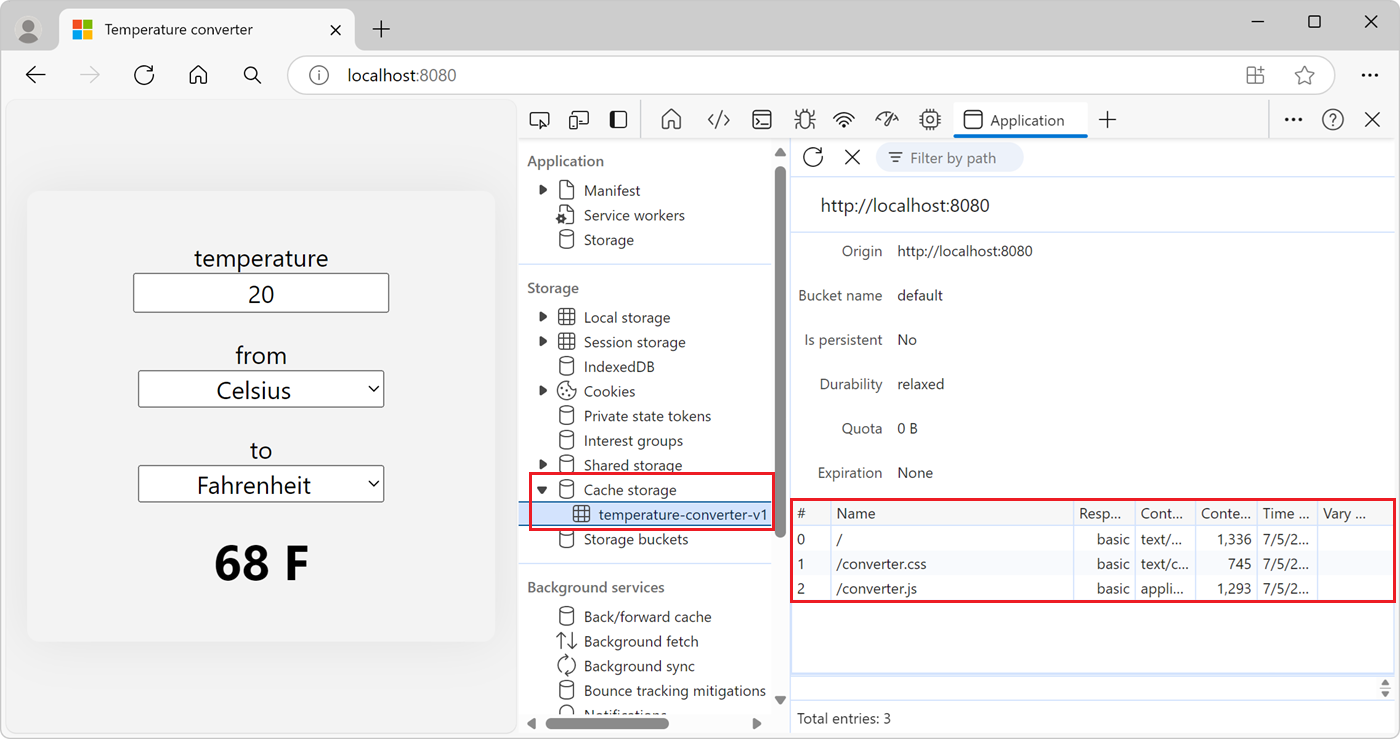 Temperature converter
localhost:8080
temperature
20
from
Celsius
to
Fahrenheit
68 F
Application
Application
Manifest
Service workers
Storage
Storage
Local storage
Session storage
IndexedDB
Cookies
Private state tokens
Interest groups
Shared storage
Cache storage
temperature-converter-v1
Storage buckets
Background services
Back/forward cache
Background fetch
Background sync
Bounce tracking mitigations
Notifications
Filter by path
http://localhost:8080
Origin http://localhost:8080
Bucket name default
Is persistent No
Durability relaxed
Quota 0 B
Expiration None
# Name Resp... Cont... Conte... Time ... Vary ...
0 / basic text/... 1,336 7/5/2...
1 /converter.css basic text/c... 745 7/5/2...
2 /converter.js basic appli... 1,293 7/5/2...
Total entries: 3